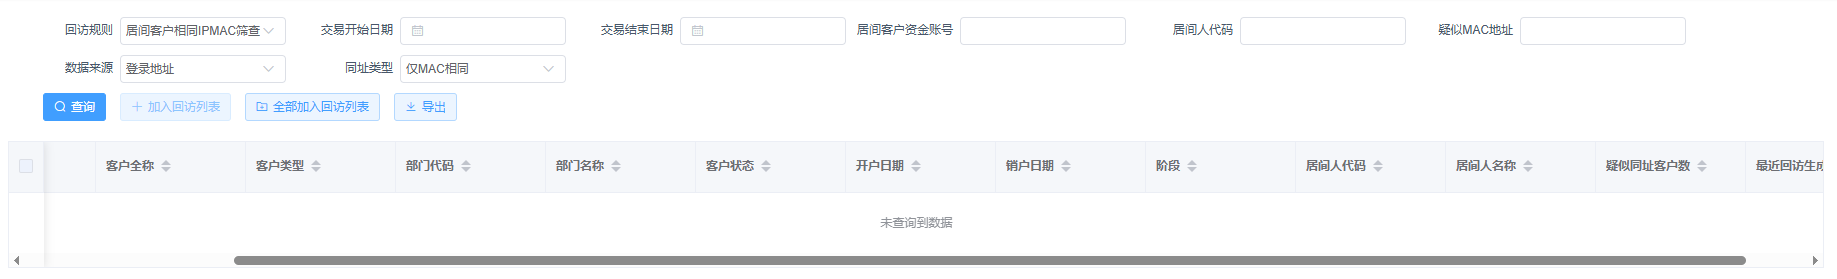 回访规则 居间客户相同IPMAC筛查 交易开始日期 交易结束日期 居间客户资金账号 居间人代码 疑似MAC地址
数据来源 登录地址 同址类型 仅MAC相同
查询 加入回访列表 全部加入回访列表 导出
客户全称 客户类型 部门代码 部门名称 客户状态 开户日期 销户日期 阶段 居间人代码 居间人名称 疑似同址客户数 最近回访生成
未查询到数据